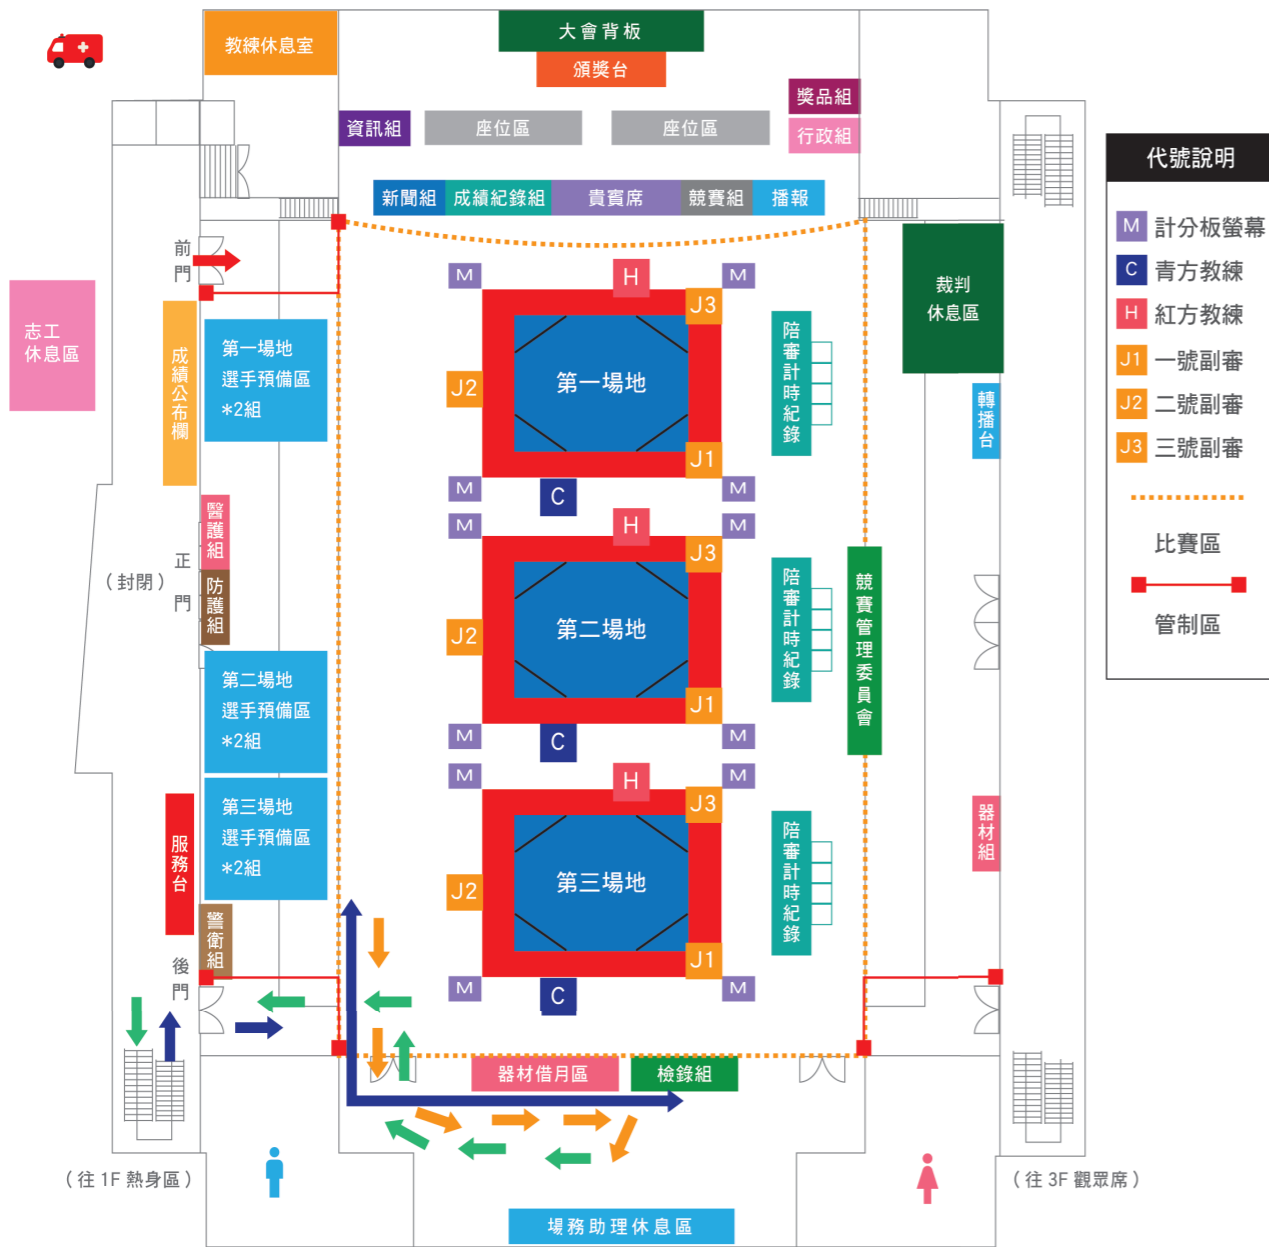 教練休息室
大會背板
頒獎台
獎品組
資訊組
座位區
座位區
行政組
新聞組
成績紀錄組
貴賓席
競賽組
播報
代號說明
M 計分板螢幕
C 青方教練
H 紅方教練
J1 一號副審
J2 二號副審
J3 三號副審
比賽區
管制區
前門
志工
休息區
成績公布欄
第一場地
選手預備區
*2組
M
H
M
J3
J2
第一場地
J1
M
C
M
陪審計時紀錄
裁判
休息區
轉播台
醫護組
正門
(封閉)
防護組
M
H
M
J3
J2
第二場地
J1
M
C
M
陪審計時紀錄
競賽管理委員會
第二場地
選手預備區
*2組
第三場地
選手預備區
*2組
服務台
警衛組
後門
M
H
M
J3
J2
第三場地
J1
M
C
M
陪審計時紀錄
器材組
器材借月區
檢錄組
(往 1F 熱身區)
(往 3F 觀眾席)
場務助理休息區